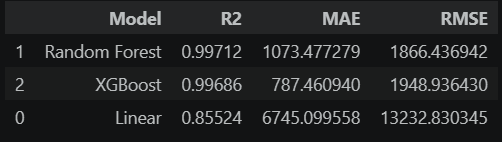 Model R2 MAE RMSE
1 Random Forest 0.99712 1073.477279 1866.436942
2 XGBoost 0.99686 787.460940 1948.936430
0 Linear 0.85524 6745.099558 13232.830345